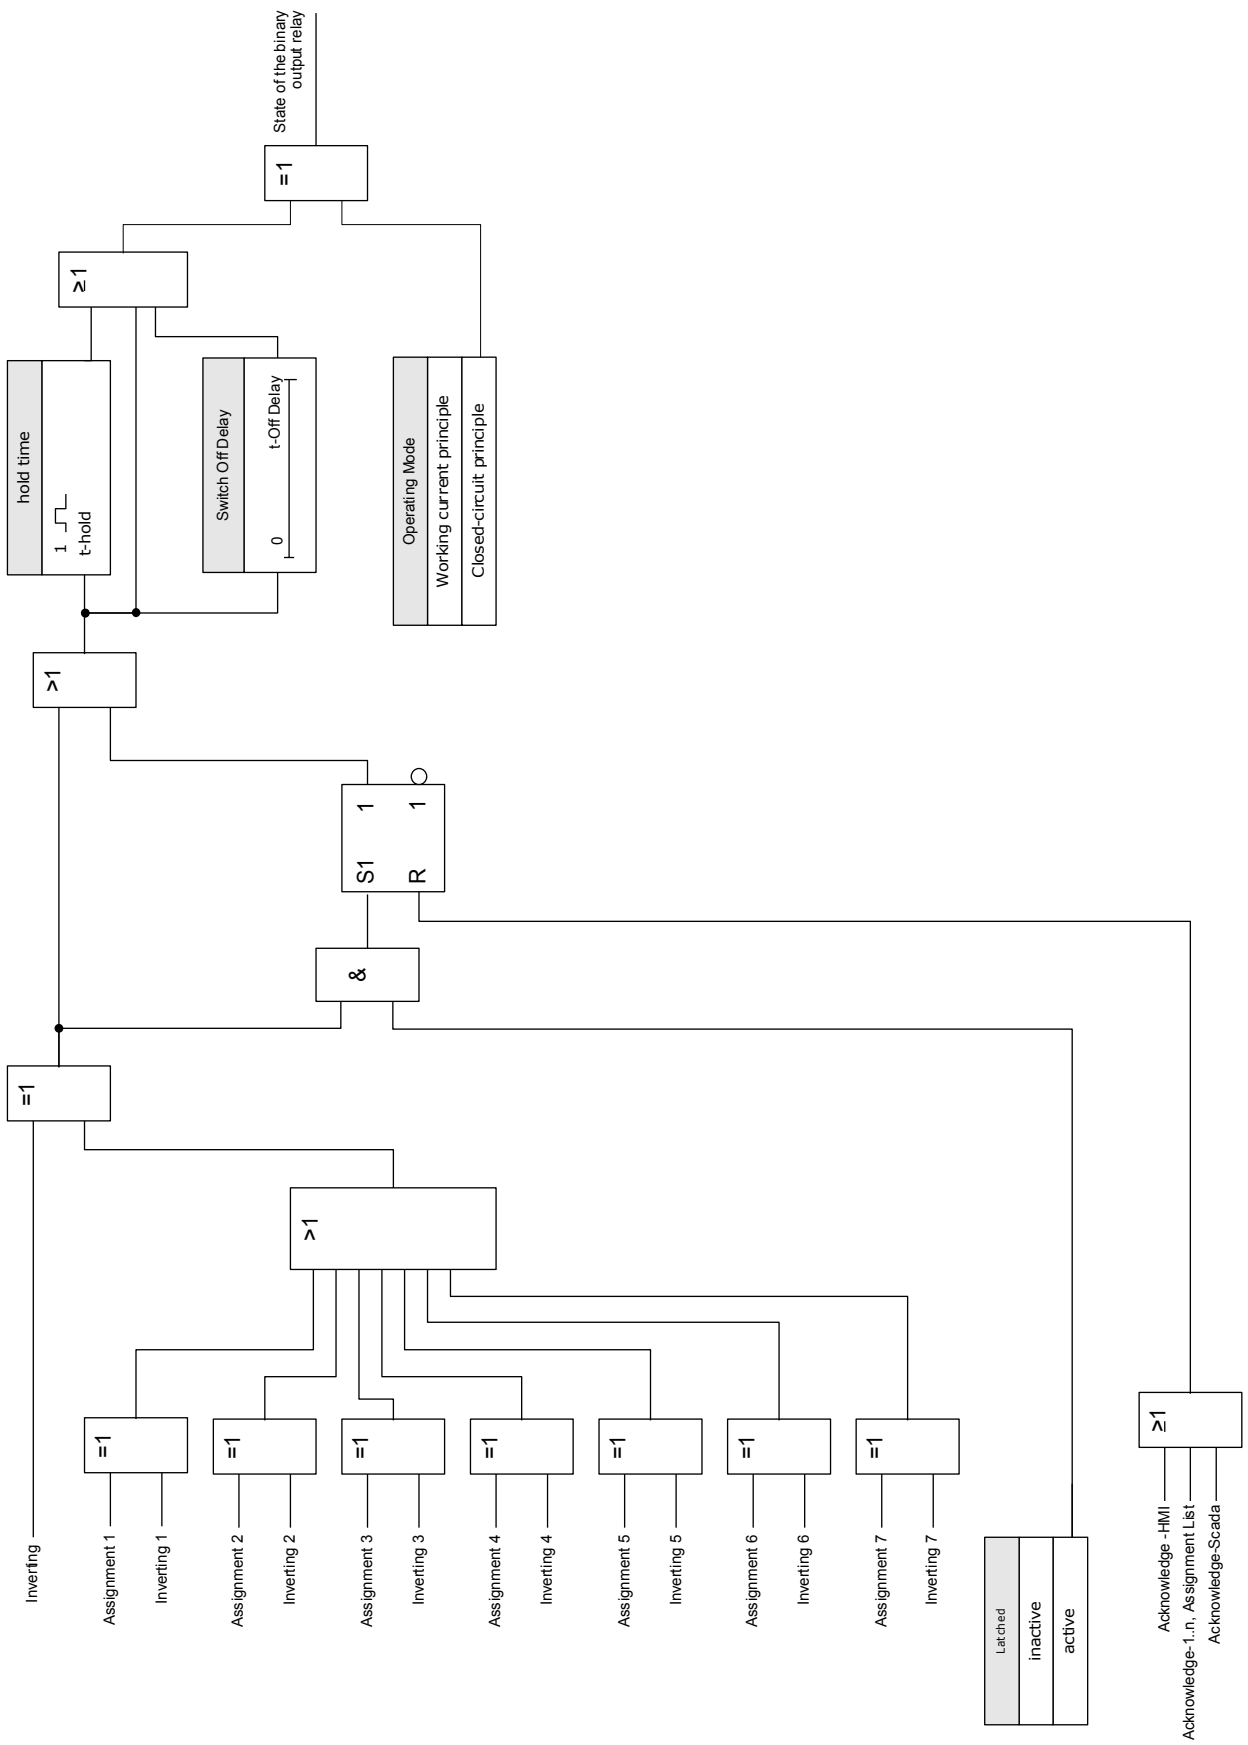 Inverting
Assignment 1
Inverting 1
Assignment 2
Inverting 2
Assignment 3
Inverting 3
Assignment 4
Inverting 4
Assignment 5
Inverting 5
Assignment 6
Inverting 6
Assignment 7
Inverting 7
Latched
inactive
active
Acknowledge -HMI
Acknowledge-1..n, Assignment List
Acknowledge-Scada
=1
=1
=1
=1
=1
=1
=1
≥1
>1
=1
&
S1 1
R 1
>1
hold time
1
t-hold
Switch Off Delay
0 t-Off Delay
Operating Mode
Working current principle
Closed-circuit principle
≥1
=1
State of the binary
output relay